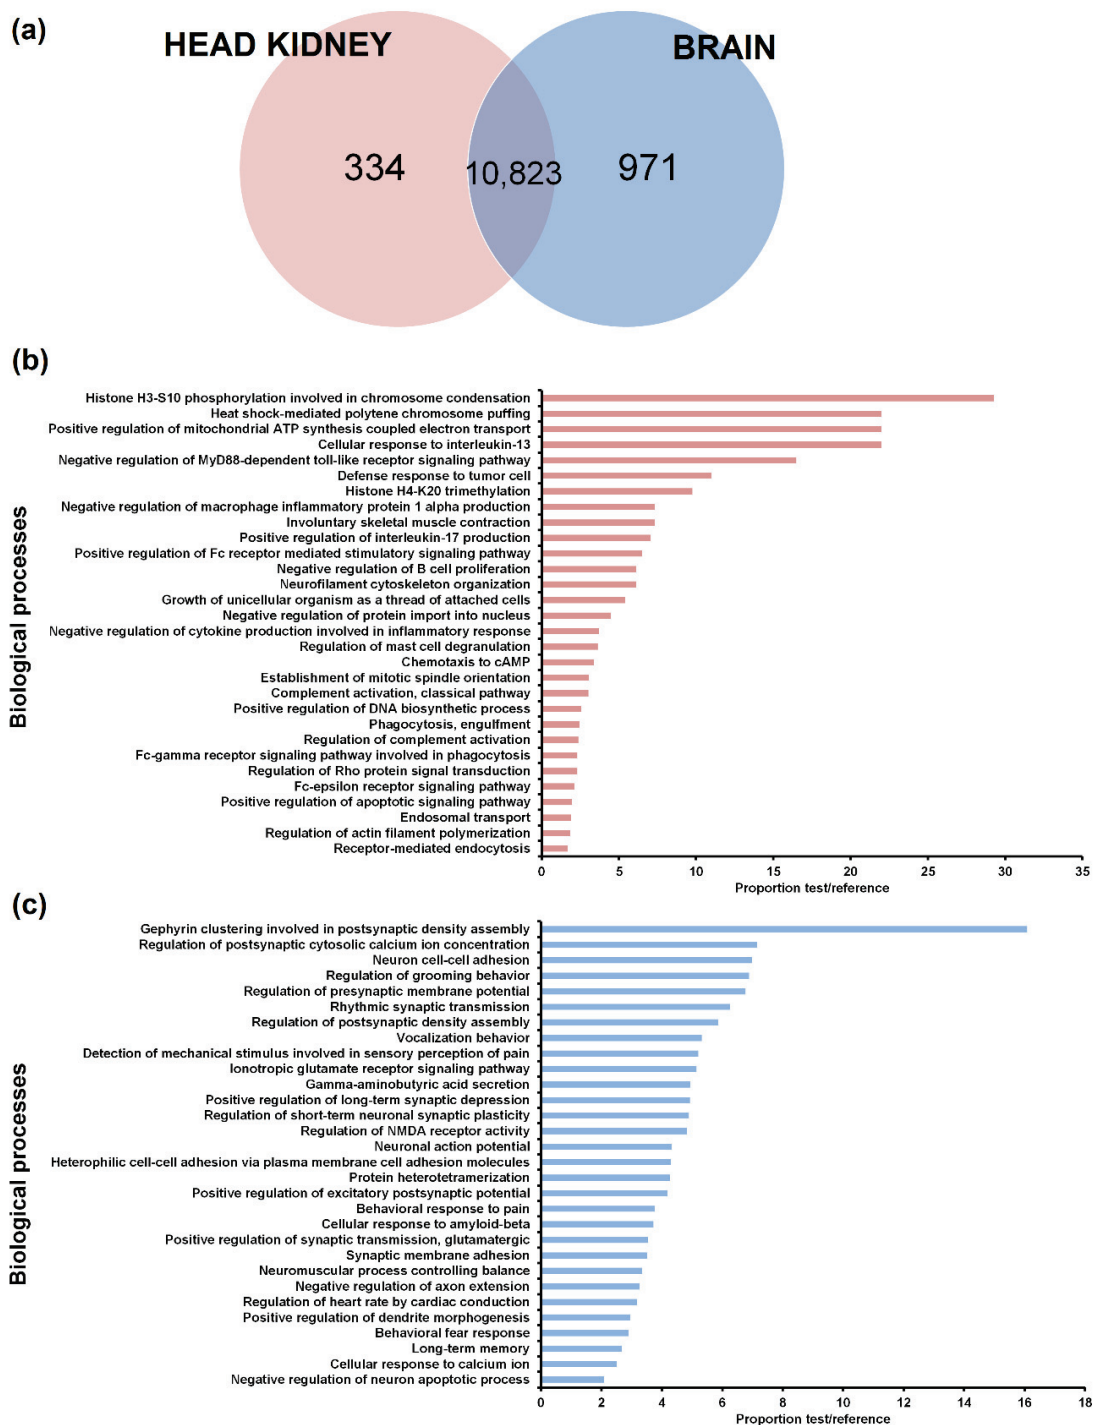 (a)
HEAD KIDNEY
BRAIN
334
10,823
971
(b)
Biological processes
Histone H3-S10 phosphorylation involved in chromosome condensation
Heat shock-mediated polytene chromosome puffing
Positive regulation of mitochondrial ATP synthesis coupled electron transport
Cellular response to interleukin-13
Negative regulation of MyD88-dependent toll-like receptor signaling pathway
Defense response to tumor cell
Histone H4-K20 trimethylation
Negative regulation of macrophage inflammatory protein 1 alpha production
Involuntary skeletal muscle contraction
Positive regulation of interleukin-17 production
Positive regulation of Fc receptor mediated stimulatory signaling pathway
Negative regulation of B cell proliferation
Neurofilament cytoskeleton organization
Growth of unicellular organism as a thread of attached cells
Negative regulation of protein import into nucleus
Negative regulation of cytokine production involved in inflammatory response
Regulation of mast cell degranulation
Chemotaxis to cAMP
Establishment of mitotic spindle orientation
Complement activation, classical pathway
Positive regulation of DNA biosynthetic process
Phagocytosis, engulfment
Regulation of complement activation
Fc-gamma receptor signaling pathway involved in phagocytosis
Regulation of Rho protein signal transduction
Fc-epsilon receptor signaling pathway
Positive regulation of apoptotic signaling pathway
Endosomal transport
Regulation of actin filament polymerization
Receptor-mediated endocytosis
0 5 10 15 20 25 30 35
Proportion test/reference
(c)
Biological processes
Gephyrin clustering involved in postsynaptic density assembly
Regulation of postsynaptic cytosolic calcium ion concentration
Neuron cell-cell adhesion
Regulation of grooming behavior
Regulation of presynaptic membrane potential
Rhythmic synaptic transmission
Regulation of postsynaptic density assembly
Vocalization behavior
Detection of mechanical stimulus involved in sensory perception of pain
Ionotropic glutamate receptor signaling pathway
Gamma-aminobutyric acid secretion
Positive regulation of long-term synaptic depression
Regulation of short-term neuronal synaptic plasticity
Regulation of NMDA receptor activity
Neuronal action potential
Heterophilic cell-cell adhesion via plasma membrane cell adhesion molecules
Protein heterotetramerization
Positive regulation of excitatory postsynaptic potential
Behavioral response to pain
Cellular response to amyloid-beta
Positive regulation of synaptic transmission, glutamatergic
Synaptic membrane adhesion
Neuromuscular process controlling balance
Negative regulation of axon extension
Regulation of heart rate by cardiac conduction
Positive regulation of dendrite morphogenesis
Behavioral fear response
Long-term memory
Cellular response to calcium ion
Negative regulation of neuron apoptotic process
0 2 4 6 8 10 12 14 16 18
Proportion test/reference